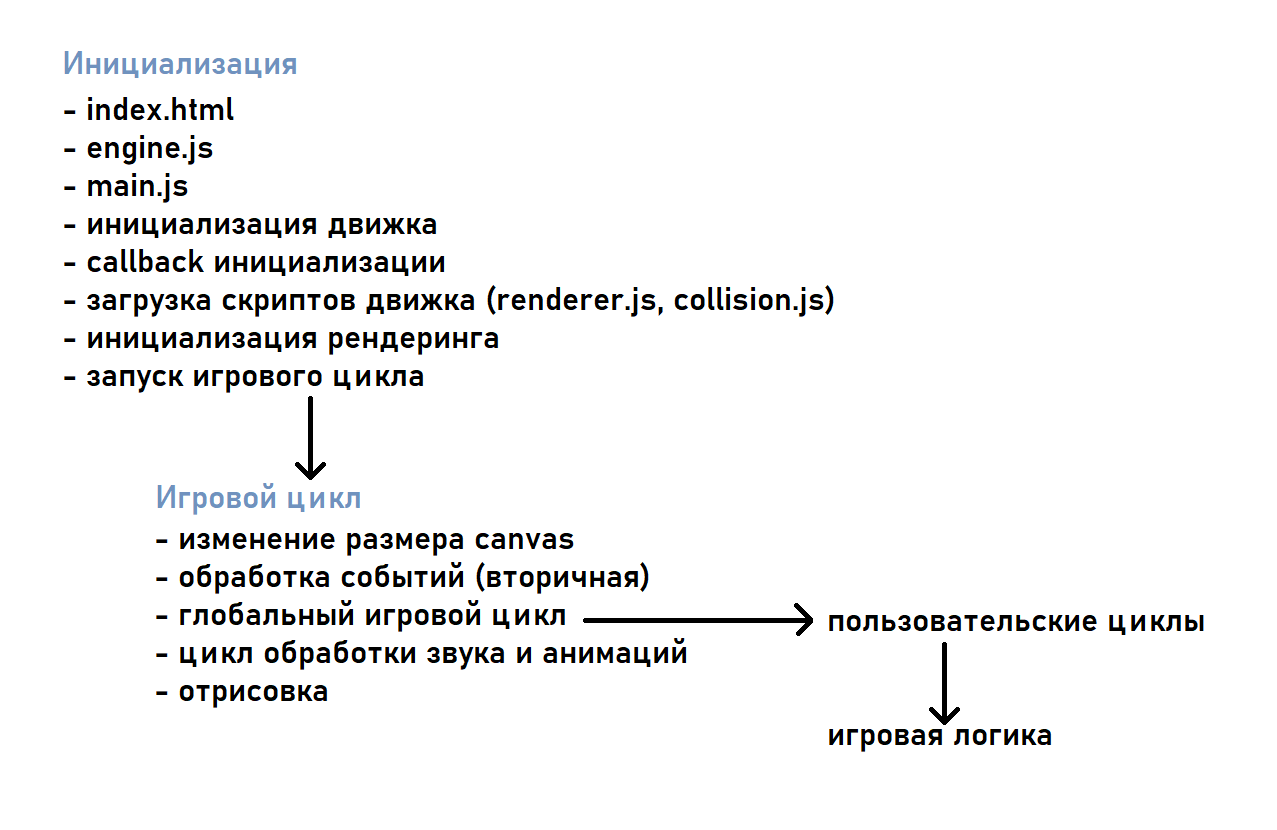 Инициализация
- index.html
- engine.js
- main.js
- инициализация движка
- callback инициализации
- загрузка скриптов движка (renderer.js, collision.js)
- инициализация рендеринга
- запуск игрового цикла
Игровой цикл
- изменение размера canvas
- обработка событий (вторичная)
- глобальный игровой цикл
- цикл обработки звука и анимаций
- отрисовка
пользовательские циклы
игровая логика